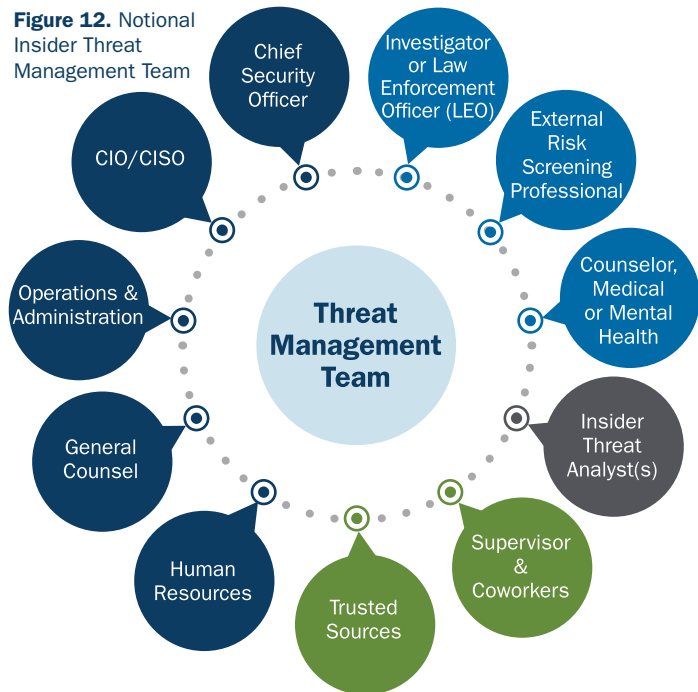 Figure 12. Notional
Insider Threat
Management Team
Chief
Security
Officer
Investigator
or Law
Enforcement
Officer (LEO)
External
Risk
Screening
Professional
Counselor,
Medical
or Mental
Health
Insider
Threat
Analyst(s)
Supervisor
&
Coworkers
Trusted
Sources
Human
Resources
General
Counsel
Operations &
Administration
CIO/CISO
Threat
Management
Team